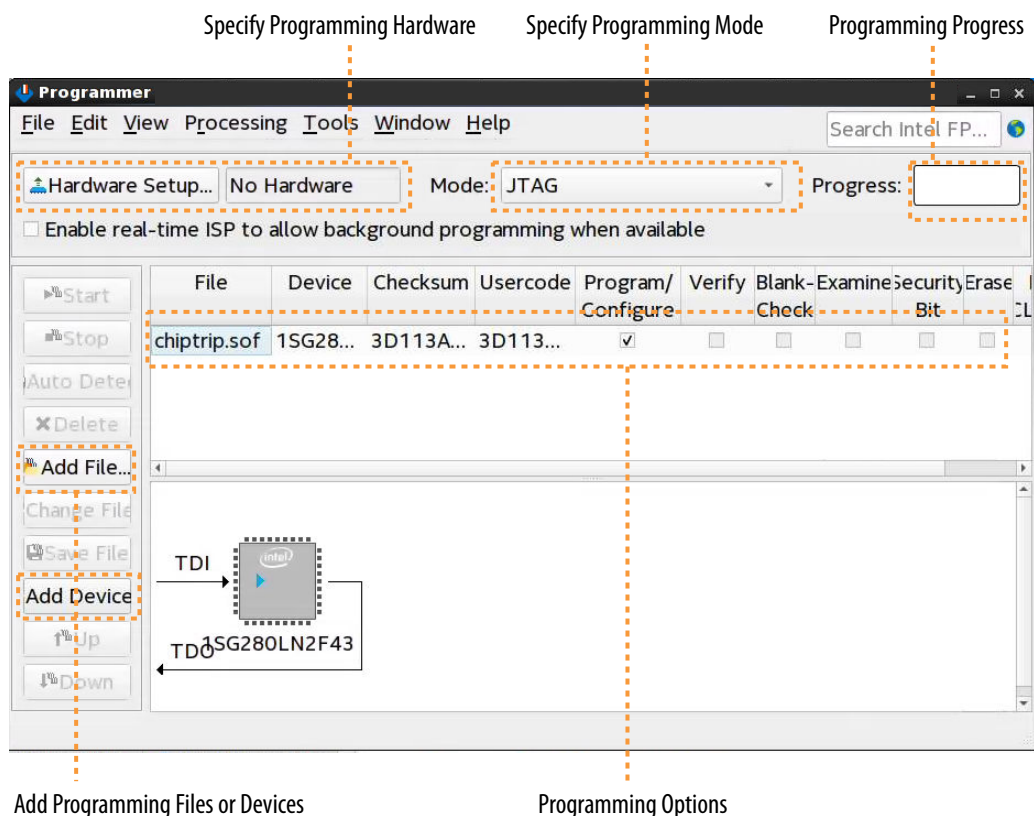 Specify Programming Hardware Specify Programming Mode Programming Progress
Programmer
File Edit View Processing Tools Window Help Search Intel FP...
Hardware Setup... No Hardware Mode: JTAG Progress:
Enable real-time ISP to allow background programming when available
File Device Checksum Usercode Program/ Verify Blank- Examine Security Erase
Configure Check Bit
Start
chiptrip.sof 1SG28... 3D113A... 3D113...
Stop
Auto Dete
Delete
Add File...
Change File
Save File
Add Device
Up
Down
TDI
intel
1SG280LN2F43
TDO
Add Programming Files or Devices Programming Options